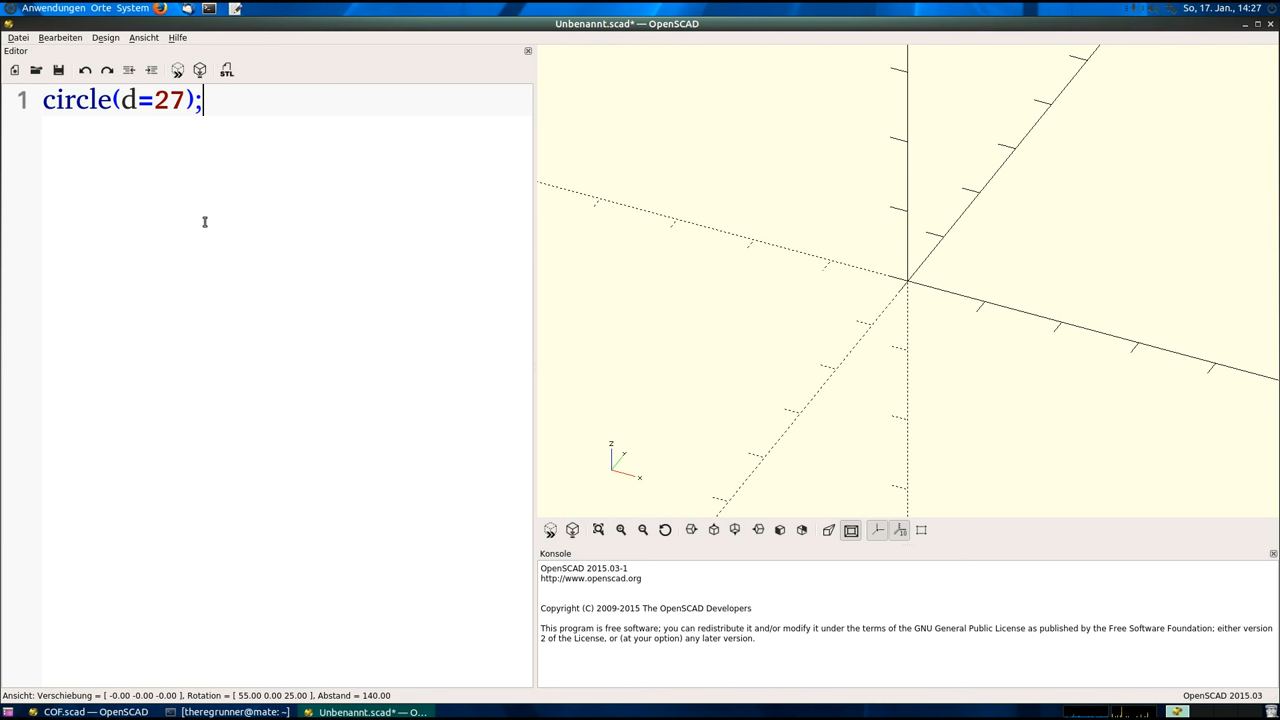 Anwendungen Orte System
So, 17. Jan., 14:27
Unbenannt.scad* — OpenSCAD
Datei Bearbeiten Design Ansicht Hilfe
Editor
STL
1 circle(d=27);
Z
Y
X
10
Konsole
OpenSCAD 2015.03-1
http://www.openscad.org
Copyright (C) 2009-2015 The OpenSCAD Developers
This program is free software; you can redistribute it and/or modify it under the terms of the GNU General Public License as published by the Free Software Foundation; either version
2 of the License, or (at your option) any later version.
Ansicht: Verschiebung = [ -0.00 -0.00 -0.00 ], Rotation = [ 55.00 0.00 25.00 ], Abstand = 140.00
OpenSCAD 2015.03
COF.scad — OpenSCAD
[theregrunner@mate: ~]
Unbenannt.scad* — O...